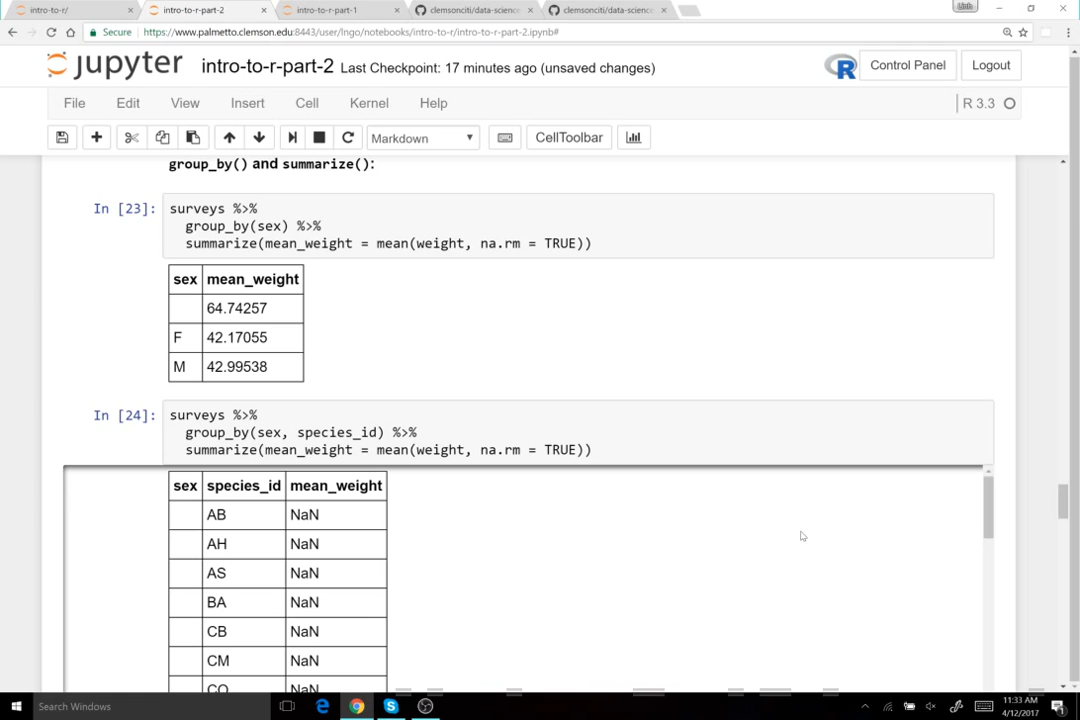 intro-to-r/
intro-to-r-part-2
intro-to-r-part-1
clemsonciti/data-science
clemsonciti/data-science
Linh
Secure https://www.palmetto.clemson.edu:8443/user/lngo/notebooks/intro-to-r/intro-to-r-part-2.ipynb#
jupyter intro-to-r-part-2 Last Checkpoint: 17 minutes ago (unsaved changes)
R
Control Panel
Logout
File Edit View Insert Cell Kernel Help
R 3.3
Markdown
CellToolbar
group_by() and summarize():
In [23]: surveys %>%
group_by(sex) %>%
summarize(mean_weight = mean(weight, na.rm = TRUE))
sex mean_weight
64.74257
F 42.17055
M 42.99538
In [24]: surveys %>%
group_by(sex, species_id) %>%
summarize(mean_weight = mean(weight, na.rm = TRUE))
sex species_id mean_weight
AB NaN
AH NaN
AS NaN
BA NaN
CB NaN
CM NaN
CO NaN
Search Windows
11:33 AM
4/12/2017